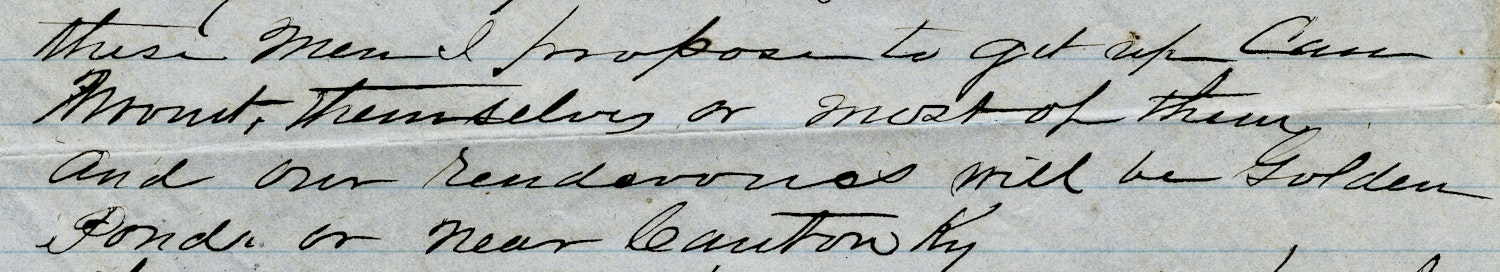 these Men I propose to get up Can
Mount, themselves or most of them
and our rendavous will be Golden
Pond or near Canton Ky